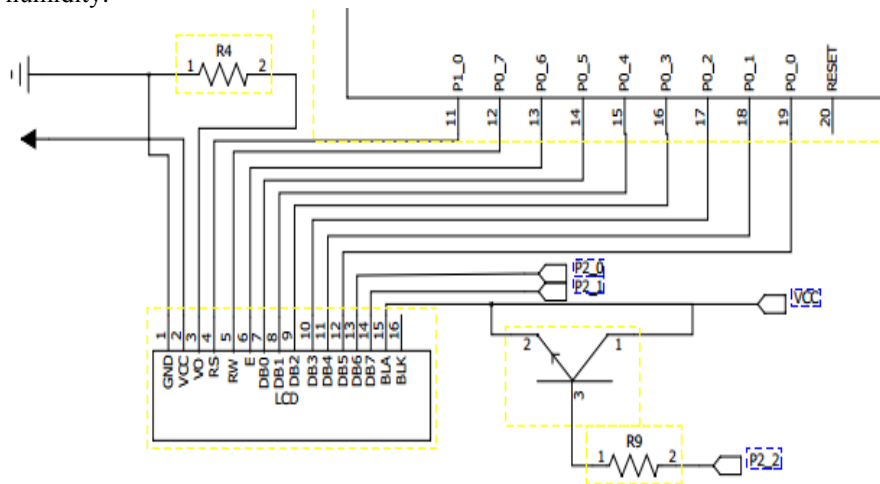 humidity.
R4
1 2
P1_0 P0_7 P0_6 P0_5 P0_4 P0_3 P0_2 P0_1 P0_0 RESET
11 12 13 14 15 16 17 18 19 20
P2_0
P2_1
VCC
1 2 3 4 5 6 7 8 9 10 11 12 13 14 15 16
GND VCC VO RS RW E DB0 DB1 DB2 DB3 DB4 DB5 DB6 DB7 BLA BLK
LCD
2 1
3
R9
1 2
P2_2